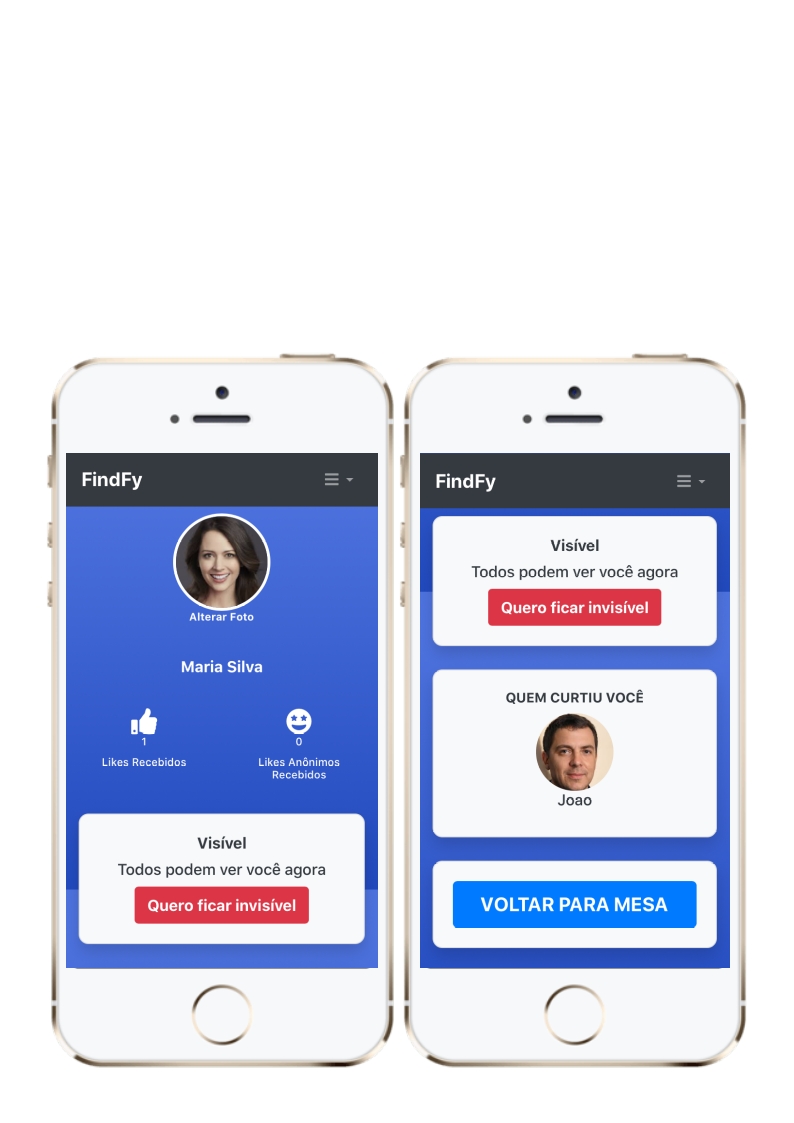 FindFy
Alterar Foto
Maria Silva
1
Likes Recebidos
0
Likes Anônimos
Recebidos
Visível
Todos podem ver você agora
Quero ficar invisível
FindFy
Visível
Todos podem ver você agora
Quero ficar invisível
QUEM CURTIU VOCÊ
Joao
VOLTAR PARA MESA